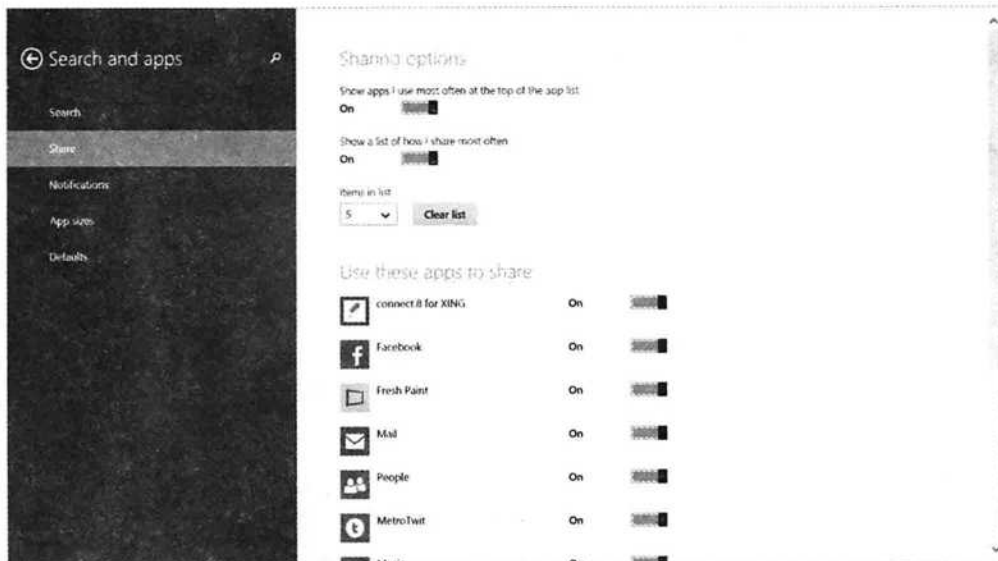 Search and apps
Search
Share
Notifications
App sizes
Defaults
Sharing options
Show apps I use most often at the top of the app list
On
Show a list of how I share most often
On
Items in list
5
Clear list
Use these apps to share
connect.it for XING
On
Facebook
On
Fresh Paint
On
Mail
On
People
On
MetroTwit
On